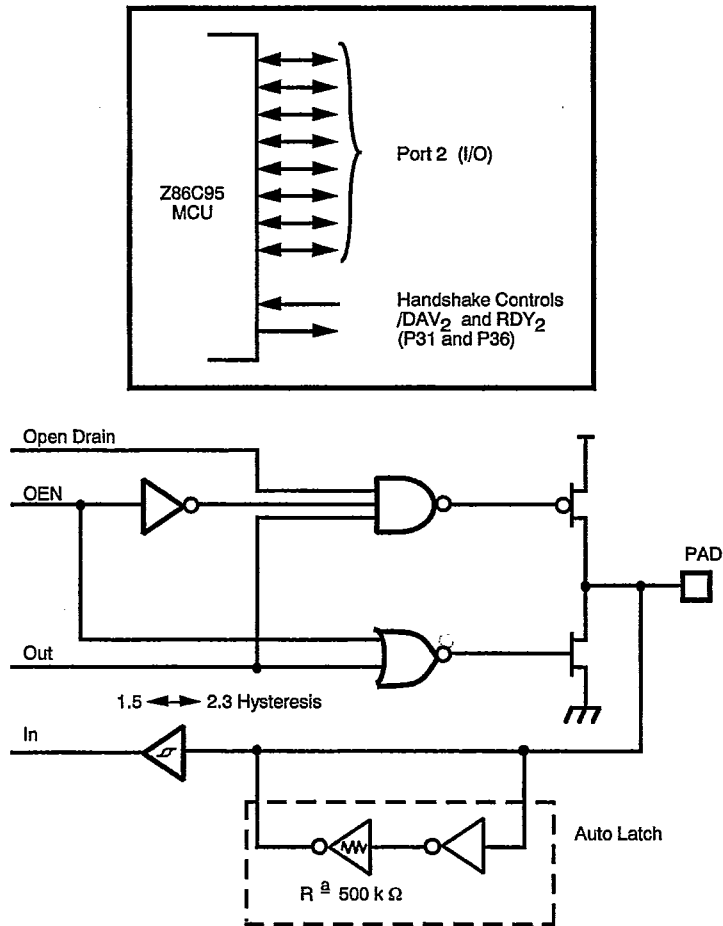 Z86C95
MCU
Port 2 (I/O)
Handshake Controls
/DAV2 and RDY2
(P31 and P36)
Open Drain
OEN
PAD
Out
1.5 2.3 Hysteresis
In
Auto Latch
R a= 500 k Ω